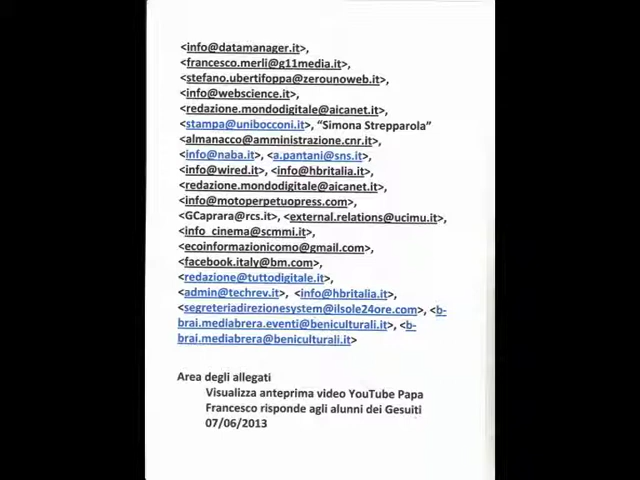 <info@datamanager.it>,
<francesco.merli@g11media.it>,
<stefano.ubertifoppa@zerounoweb.it>,
<info@webscience.it>,
<redazione.mondodigitale@aicanet.it>,
<stampa@unibocconi.it>, “Simona Strepparola”
<almanacco@amministrazione.cnr.it>,
<info@naba.it>, <a.pantani@sns.it>,
<info@wired.it>, <info@hbritalia.it>,
<redazione.mondodigitale@aicanet.it>,
<info@motoperpetuopress.com>,
<GCaprara@rcs.it>, <external.relations@ucimu.it>,
<info_cinema@scmmi.it>,
<ecoinformazionicomo@gmail.com>,
<facebook.italy@bm.com>,
<redazione@tuttodigitale.it>,
<admin@techrev.it>, <info@hbritalia.it>,
<segreteriadirezionesystem@ilsole24ore.com>, <b-
brai.mediabrera.eventi@beniculturali.it>, <b-
brai.mediabrera@beniculturali.it>
Area degli allegati
Visualizza anteprima video YouTube Papa
Francesco risponde agli alunni dei Gesuiti
07/06/2013